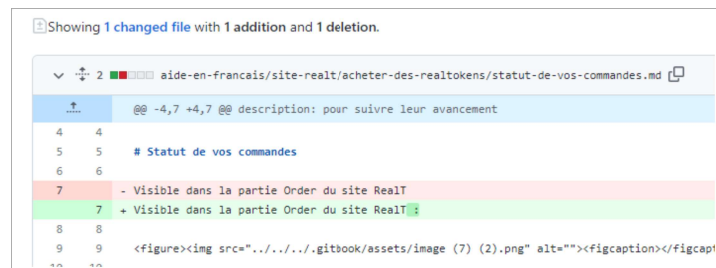 Showing 1 changed file with 1 addition and 1 deletion.
2 aide-en-francais/site-realt/acheter-des-realtokens/statut-de-vos-commandes.md
@@ -4,7 +4,7 @@ description: pour suivre leur avancement
4 4
5 5 # Statut de vos commandes
6 6
7 - Visible dans la partie Order du site RealT
7 + Visible dans la partie Order du site RealT :
8 8
9 9 <figure><img src="../../../.gitbook/assets/image (7) (2).png" alt=""><figcaption></figcapt
10 10